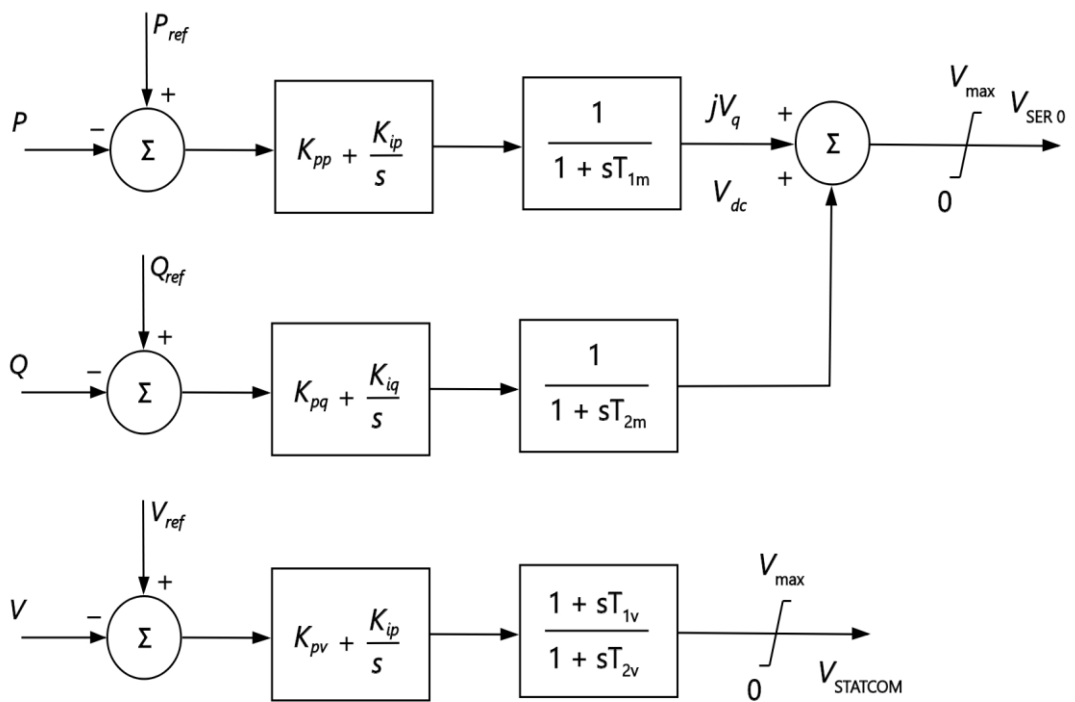 P_ref
+
P
−
Σ
K_pp + K_ip/s
1/(1 + sT_1m)
jV_q
V_dc
+
+
Σ
V_max
0
V_SER 0
Q_ref
+
Q
−
Σ
K_pq + K_iq/s
1/(1 + sT_2m)
V_ref
+
V
−
Σ
K_pv + K_ip/s
(1 + sT_1v)/(1 + sT_2v)
V_max
0
V_STATCOM